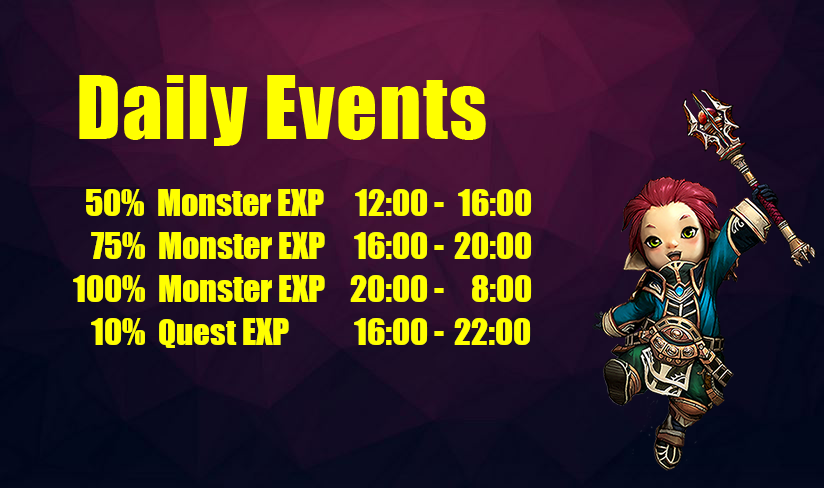 Daily Events
50% Monster EXP 12:00 - 16:00
75% Monster EXP 16:00 - 20:00
100% Monster EXP 20:00 - 8:00
10% Quest EXP 16:00 - 22:00